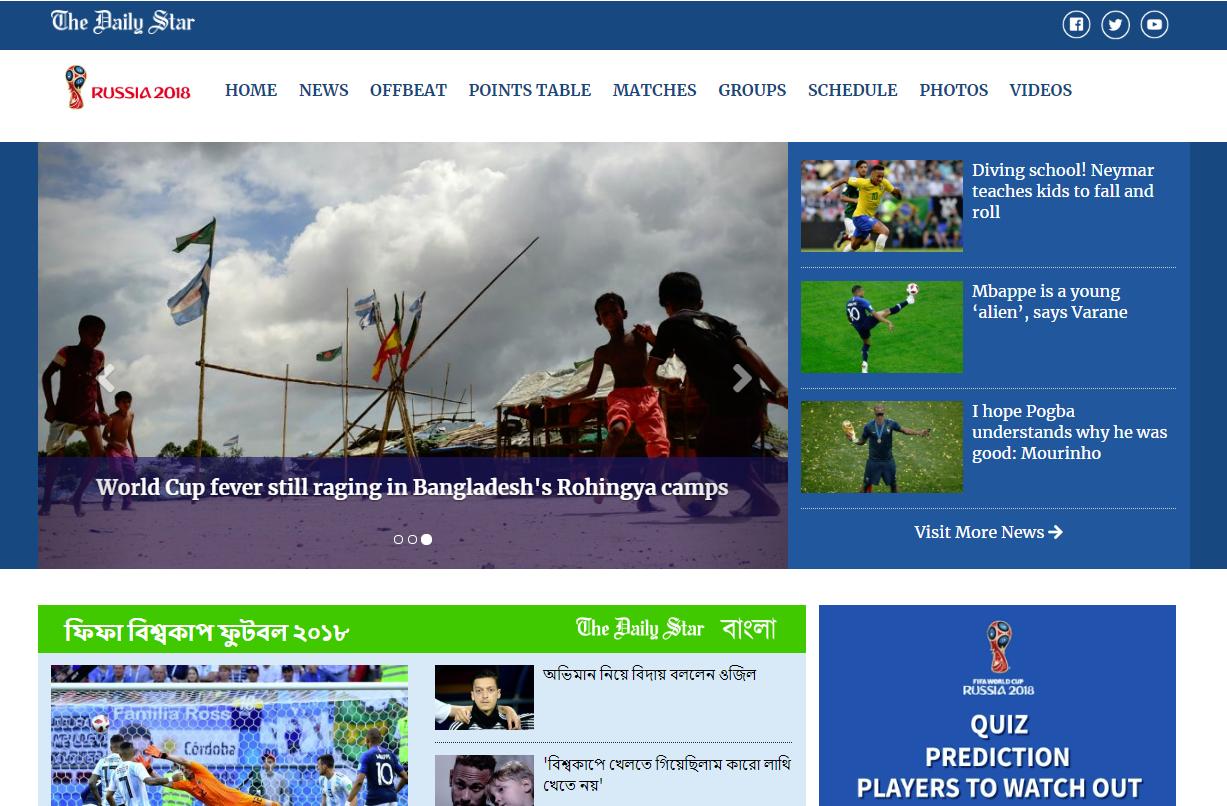 The Daily Star
RUSSIA 2018
HOME NEWS OFFBEAT POINTS TABLE MATCHES GROUPS SCHEDULE PHOTOS VIDEOS
World Cup fever still raging in Bangladesh's Rohingya camps
Diving school! Neymar
teaches kids to fall and
roll
Mbappe is a young
‘alien’, says Varane
I hope Pogba
understands why he was
good: Mourinho
Visit More News
ফিফা বিশ্বকাপ ফুটবল ২০১৮
The Daily Star বাংলা
Familia Ross
Córdoba
10
অভিমান নিয়ে বিদায় বললেন ওজিল
'বিশ্বকাপে খেলতে গিয়েছিলাম কারো লাথি
খেতে নয়'
FIFA WORLD CUP
RUSSIA 2018
QUIZ
PREDICTION
PLAYERS TO WATCH OUT